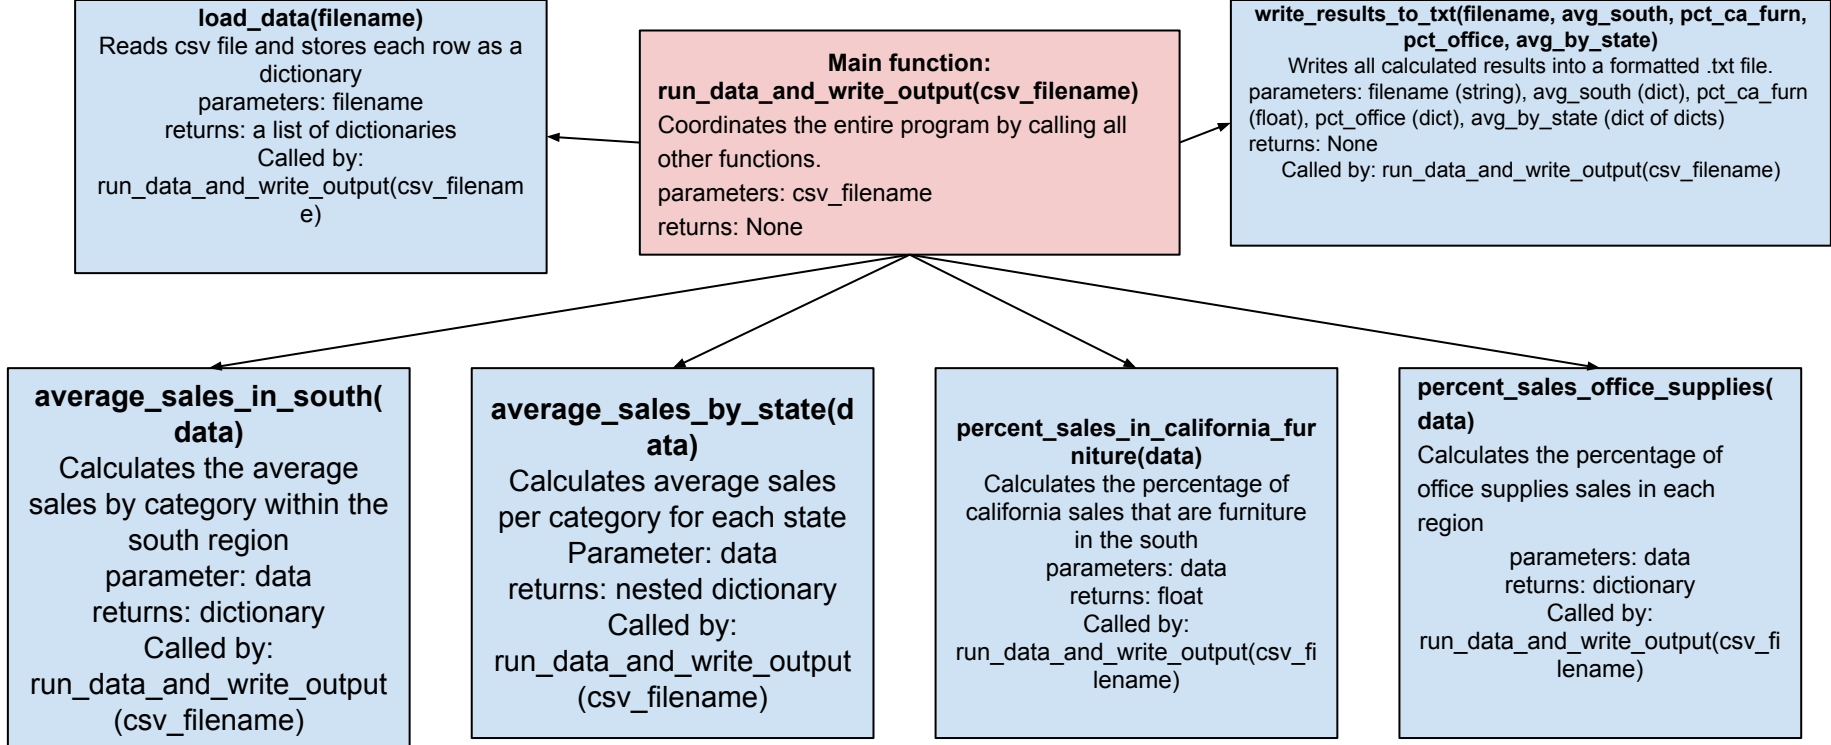 load_data(filename)
Reads csv file and stores each row as a
dictionary
parameters: filename
returns: a list of dictionaries
Called by:
run_data_and_write_output(csv_filenam
e)
Main function:
run_data_and_write_output(csv_filename)
Coordinates the entire program by calling all
other functions.
parameters: csv_filename
returns: None
write_results_to_txt(filename, avg_south, pct_ca_furn,
pct_office, avg_by_state)
Writes all calculated results into a formatted .txt file.
parameters: filename (string), avg_south (dict), pct_ca_furn
(float), pct_office (dict), avg_by_state (dict of dicts)
returns: None
Called by: run_data_and_write_output(csv_filename)
average_sales_in_south(
data)
Calculates the average
sales by category within the
south region
parameter: data
returns: dictionary
Called by:
run_data_and_write_output
(csv_filename)
average_sales_by_state(d
ata)
Calculates average sales
per category for each state
Parameter: data
returns: nested dictionary
Called by:
run_data_and_write_output
(csv_filename)
percent_sales_in_california_fur
niture(data)
Calculates the percentage of
california sales that are furniture
in the south
parameters: data
returns: float
Called by:
run_data_and_write_output(csv_fi
lename)
percent_sales_office_supplies(
data)
Calculates the percentage of
office supplies sales in each
region
parameters: data
returns: dictionary
Called by:
run_data_and_write_output(csv_fi
lename)